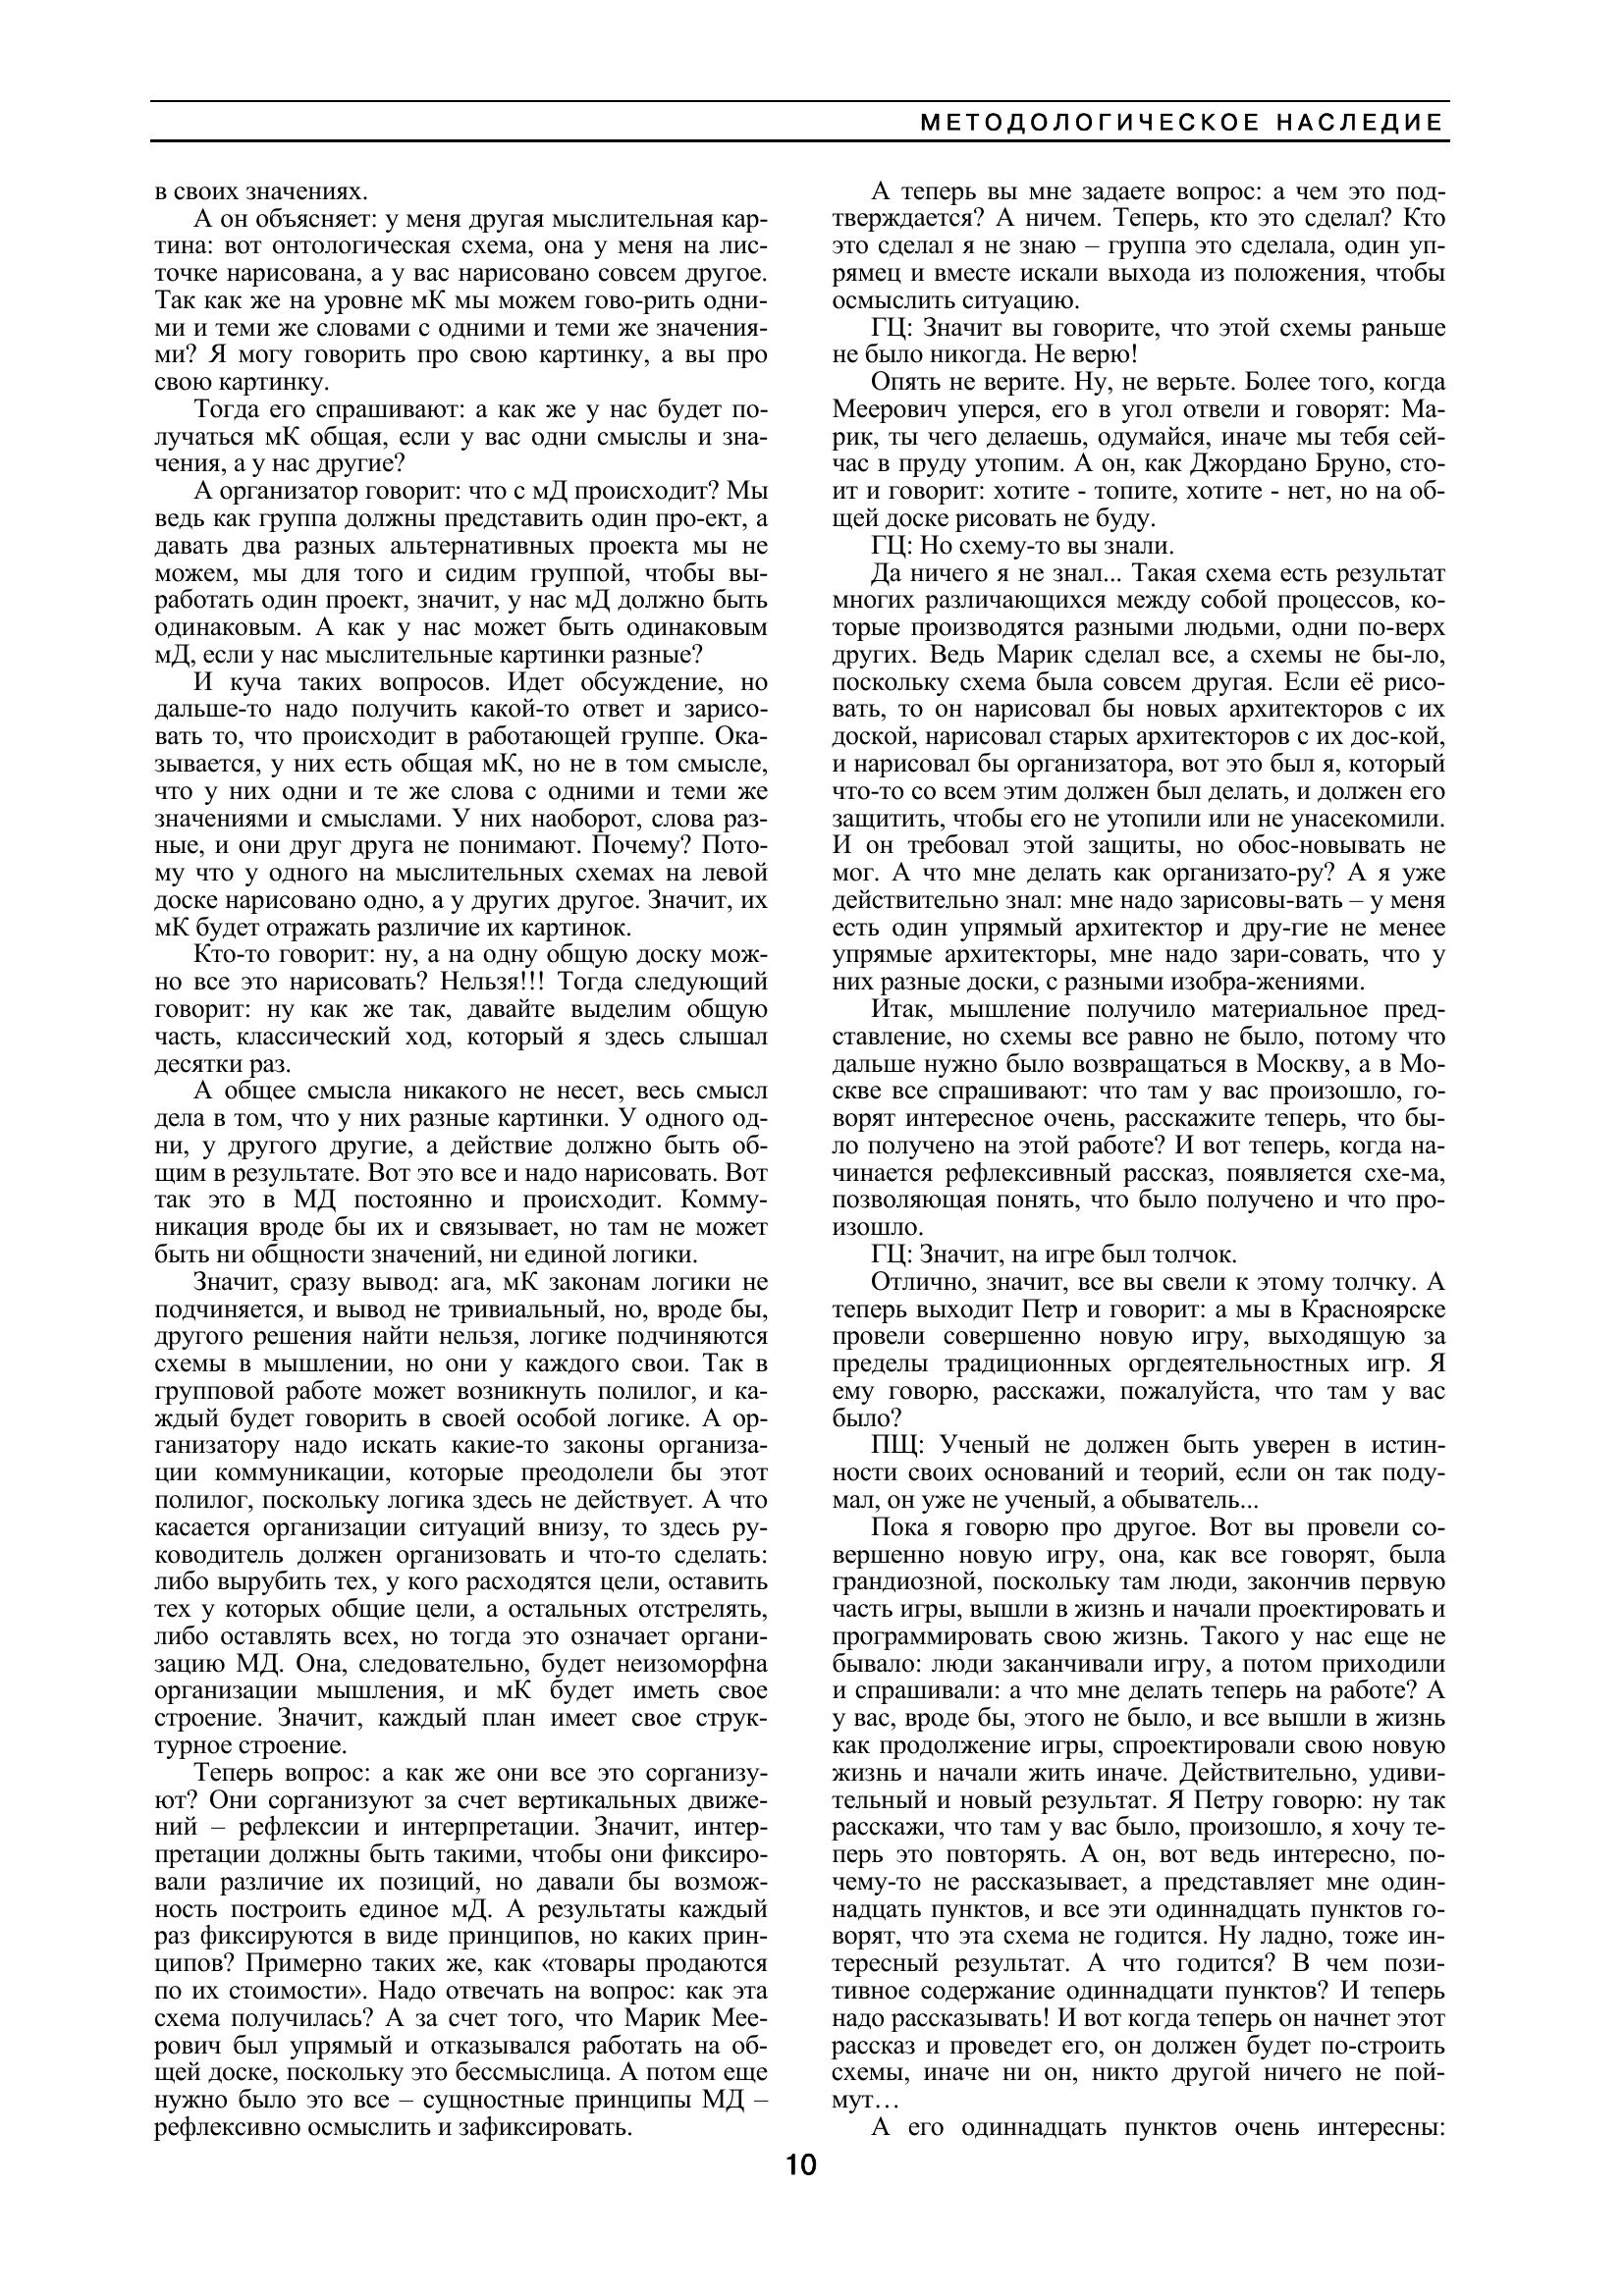 МЕТОДОЛОГИЧЕСКОЕ НАСЛЕДИЕ
в своих значениях.
А он объясняет: у меня другая мыслительная кар-
тина: вот онтологическая схема, она у меня на лис-
точке нарисована, а у вас нарисовано совсем другое.
Так как же на уровне мК мы можем гово-рить одни-
ми и теми же словами с одними и теми же значения-
ми? Я могу говорить про свою картинку, а вы про
свою картинку.
Тогда его спрашивают: а как же у нас будет по-
лучаться мК общая, если у вас одни смыслы и зна-
чения, а у нас другие?
А организатор говорит: что с мД происходит? Мы
ведь как группа должны представить один про-ект, а
давать два разных альтернативных проекта мы не
можем, мы для того и сидим группой, чтобы вы-
работать один проект, значит, у нас мД должно быть
одинаковым. А как у нас может быть одинаковым
мД, если у нас мыслительные картинки разные?
И куча таких вопросов. Идет обсуждение, но
дальше-то надо получить какой-то ответ и зарисо-
вать то, что происходит в работающей группе. Ока-
зывается, у них есть общая мК, но не в том смысле,
что у них одни и те же слова с одними и теми же
значениями и смыслами. У них наоборот, слова раз-
ные, и они друг друга не понимают. Почему? Пото-
му что у одного на мыслительных схемах на левой
доске нарисовано одно, а у других другое. Значит, их
мК будет отражать различие их картинок.
Кто-то говорит: ну, а на одну общую доску мож-
но все это нарисовать? Нельзя!!! Тогда следующий
говорит: ну как же так, давайте выделим общую
часть, классический ход, который я здесь слышал
десятки раз.
А общее смысла никакого не несет, весь смысл
дела в том, что у них разные картинки. У одного од-
ни, у другого другие, а действие должно быть об-
щим в результате. Вот это все и надо нарисовать. Вот
так это в МД постоянно и происходит. Комму-
никация вроде бы их и связывает, но там не может
быть ни общности значений, ни единой логики.
Значит, сразу вывод: ага, мК законам логики не
подчиняется, и вывод не тривиальный, но, вроде бы,
другого решения найти нельзя, логике подчиняются
схемы в мышлении, но они у каждого свои. Так в
групповой работе может возникнуть полилог, и ка-
ждый будет говорить в своей особой логике. А ор-
ганизатору надо искать какие-то законы организа-
ции коммуникации, которые преодолели бы этот
полилог, поскольку логика здесь не действует. А что
касается организации ситуаций внизу, то здесь ру-
ководитель должен организовать и что-то сделать:
либо вырубить тех, у кого расходятся цели, оставить
тех у которых общие цели, а остальных отстрелять,
либо оставлять всех, но тогда это означает органи-
зацию МД. Она, следовательно, будет неизоморфна
организации мышления, и мК будет иметь свое
строение. Значит, каждый план имеет свое струк-
турное строение.
Теперь вопрос: а как же они все это сорганизу-
ют? Они сорганизуют за счет вертикальных движе-
ний – рефлексии и интерпретации. Значит, интер-
претации должны быть такими, чтобы они фиксиро-
вали различие их позиций, но давали бы возмож-
ность построить единое мД. А результаты каждый
раз фиксируются в виде принципов, но каких прин-
ципов? Примерно таких же, как «товары продаются
по их стоимости». Надо отвечать на вопрос: как эта
схема получилась? А за счет того, что Марик Мее-
рович был упрямый и отказывался работать на об-
щей доске, поскольку это бессмыслица. А потом еще
нужно было это все – сущностные принципы МД –
рефлексивно осмыслить и зафиксировать.
А теперь вы мне задаете вопрос: а чем это под-
тверждается? А ничем. Теперь, кто это сделал? Кто
это сделал я не знаю – группа это сделала, один уп-
рямец и вместе искали выхода из положения, чтобы
осмыслить ситуацию.
ГЦ: Значит вы говорите, что этой схемы раньше
не было никогда. Не верю!
Опять не верите. Ну, не верьте. Более того, когда
Меерович уперся, его в угол отвели и говорят: Ма-
рик, ты чего делаешь, одумайся, иначе мы тебя сей-
час в пруду утопим. А он, как Джордано Бруно, сто-
ит и говорит: хотите - топите, хотите - нет, но на об-
щей доске рисовать не буду.
ГЦ: Но схему-то вы знали.
Да ничего я не знал... Такая схема есть результат
многих различающихся между собой процессов, ко-
торые производятся разными людьми, одни по-верх
других. Ведь Марик сделал все, а схемы не бы-ло,
поскольку схема была совсем другая. Если её рисо-
вать, то он нарисовал бы новых архитекторов с их
доской, нарисовал старых архитекторов с их дос-кой,
и нарисовал бы организатора, вот это был я, который
что-то со всем этим должен был делать, и должен его
защитить, чтобы его не утопили или не унасекомили.
И он требовал этой защиты, но обос-новывать не
мог. А что мне делать как организато-ру? А я уже
действительно знал: мне надо зарисовы-вать – у меня
есть один упрямый архитектор и дру-гие не менее
упрямые архитекторы, мне надо зари-совать, что у
них разные доски, с разными изобра-жениями.
Итак, мышление получило материальное пред-
ставление, но схемы все равно не было, потому что
дальше нужно было возвращаться в Москву, а в Мо-
скве все спрашивают: что там у вас произошло, го-
ворят интересное очень, расскажите теперь, что бы-
ло получено на этой работе? И вот теперь, когда на-
чинается рефлексивный рассказ, появляется схе-ма,
позволяющая понять, что было получено и что про-
изошло.
ГЦ: Значит, на игре был толчок.
Отлично, значит, все вы свели к этому толчку. А
теперь выходит Петр и говорит: а мы в Красноярске
провели совершенно новую игру, выходящую за
пределы традиционных оргдеятельностных игр. Я
ему говорю, расскажи, пожалуйста, что там у вас
было?
ПЩ: Ученый не должен быть уверен в истин-
ности своих оснований и теорий, если он так поду-
мал, он уже не ученый, а обыватель...
Пока я говорю про другое. Вот вы провели со-
вершенно новую игру, она, как все говорят, была
грандиозной, поскольку там люди, закончив первую
часть игры, вышли в жизнь и начали проектировать и
программировать свою жизнь. Такого у нас еще не
бывало: люди заканчивали игру, а потом приходили
и спрашивали: а что мне делать теперь на работе? А
у вас, вроде бы, этого не было, и все вышли в жизнь
как продолжение игры, спроектировали свою новую
жизнь и начали жить иначе. Действительно, удиви-
тельный и новый результат. Я Петру говорю: ну так
расскажи, что там у вас было, произошло, я хочу те-
перь это повторять. А он, вот ведь интересно, по-
чему-то не рассказывает, а представляет мне один-
надцать пунктов, и все эти одиннадцать пунктов го-
ворят, что эта схема не годится. Ну ладно, тоже ин-
тересный результат. А что годится? В чем пози-
тивное содержание одиннадцати пунктов? И теперь
надо рассказывать! И вот когда теперь он начнет этот
рассказ и проведет его, он должен будет по-строить
схемы, иначе ни он, никто другой ничего не пой-
мут…
А его одиннадцать пунктов очень интересны:
10